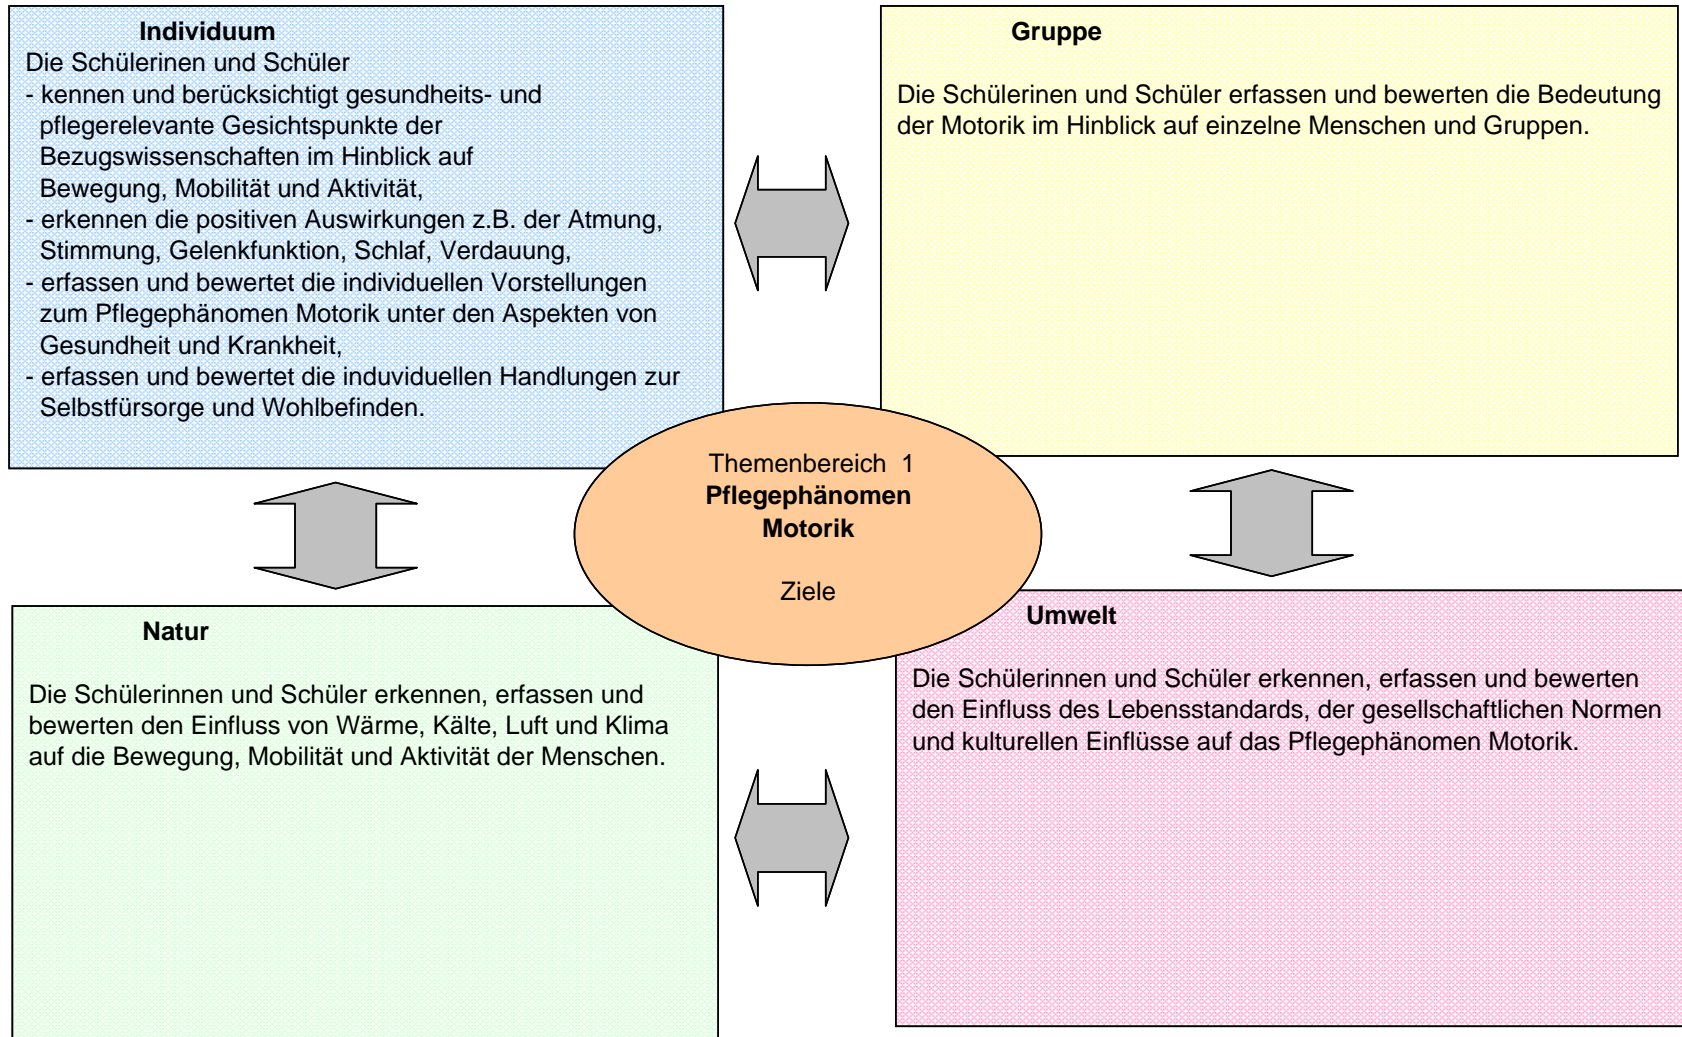 Individuum
Die Schülerinen und Schüler
- kennen und berücksichtigt gesundheits- und
pflegerelevante Gesichtspunkte der
Bezugswissenschaften im Hinblick auf
Bewegung, Mobilität und Aktivität,
- erkennen die positiven Auswirkungen z.B. der Atmung,
Stimmung, Gelenkfunktion, Schlaf, Verdauung,
- erfassen und bewertet die individuellen Vorstellungen
zum Pflegephänomen Motorik unter den Aspekten von
Gesundheit und Krankheit,
- erfassen und bewertet die induviduellen Handlungen zur
Selbstfürsorge und Wohlbefinden.
Gruppe
Die Schülerinen und Schüler erfassen und bewerten die Bedeutung
der Motorik im Hinblick auf einzelne Menschen und Gruppen.
Themenbereich 1
Pflegephänomen
Motorik
Ziele
Natur
Die Schülerinnen und Schüler erkennen, erfassen und
bewerten den Einfluss von Wärme, Kälte, Luft und Klima
auf die Bewegung, Mobilität und Aktivität der Menschen.
Umwelt
Die Schülerinnen und Schüler erkennen, erfassen und bewerten
den Einfluss des Lebensstandards, der gesellschaftlichen Normen
und kulturellen Einflüsse auf das Pflegephänomen Motorik.